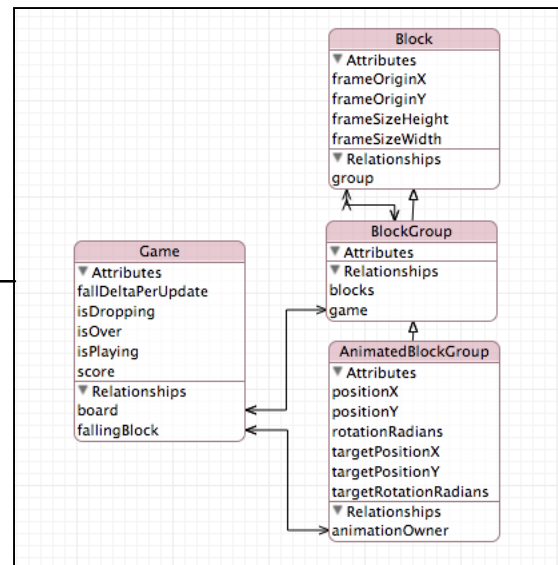 Block
Attributes
frameOriginX
frameOriginY
frameSizeHeight
frameSizeWidth
Relationships
group
BlockGroup
Attributes
Relationships
blocks
game
Game
Attributes
fallDeltaPerUpdate
isDropping
isOver
isPlaying
score
Relationships
board
fallingBlock
AnimatedBlockGroup
Attributes
positionX
positionY
rotationRadians
targetPositionX
targetPositionY
targetRotationRadians
Relationships
animationOwner